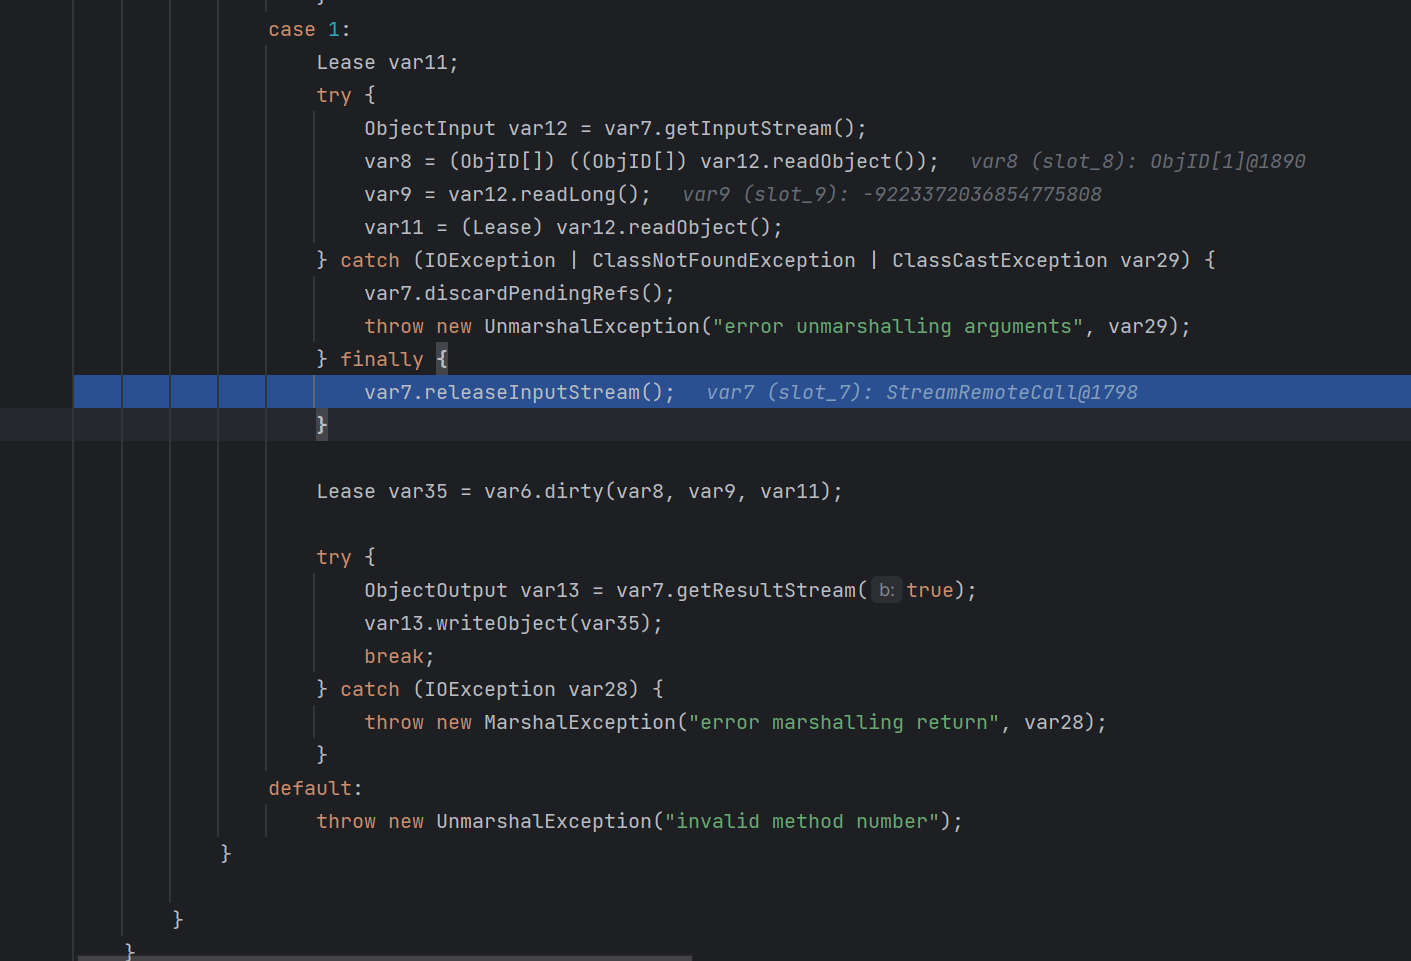 }
case 1:
Lease var11;
try {
ObjectInput var12 = var7.getInputStream();
var8 = (ObjID[]) ((ObjID[]) var12.readObject()); var8 (slot_8): ObjID[1]@1890
var9 = var12.readLong(); var9 (slot_9): -9223372036854775808
var11 = (Lease) var12.readObject();
} catch (IOException | ClassNotFoundException | ClassCastException var29) {
var7.discardPendingRefs();
throw new UnmarshalException("error unmarshalling arguments", var29);
} finally {
var7.releaseInputStream(); var7 (slot_7): StreamRemoteCall@1798
}
Lease var35 = var6.dirty(var8, var9, var11);
try {
ObjectOutput var13 = var7.getResultStream( b: true);
var13.writeObject(var35);
break;
} catch (IOException var28) {
throw new MarshalException("error marshalling return", var28);
}
default:
throw new UnmarshalException("invalid method number");
}
}
}